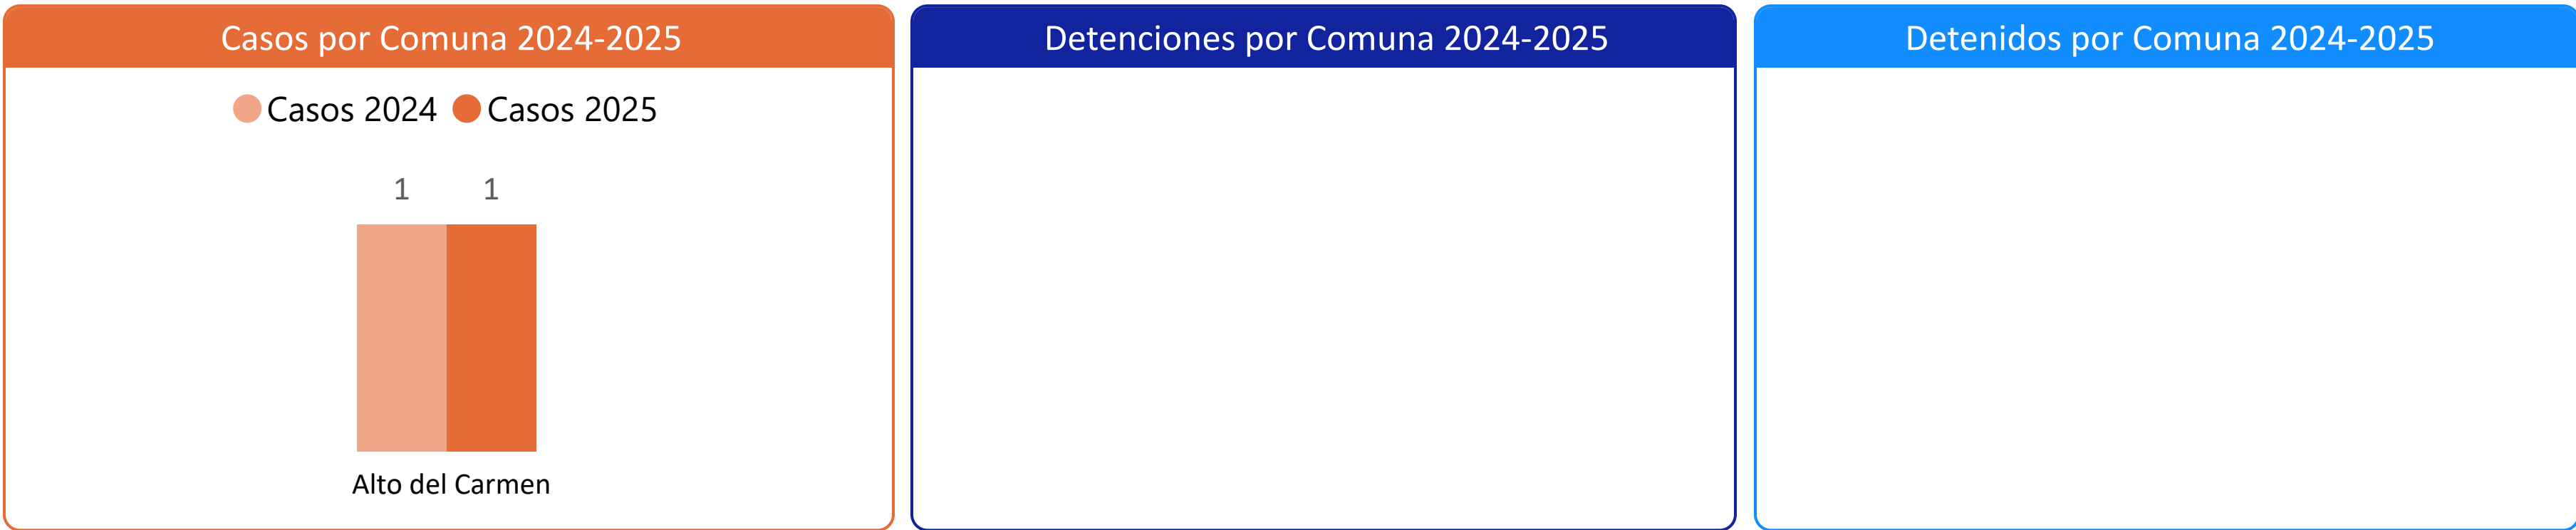 Casos por Comuna 2024-2025
Casos 2024 Casos 2025
1 1
Alto del Carmen
Detenciones por Comuna 2024-2025
Detenidos por Comuna 2024-2025